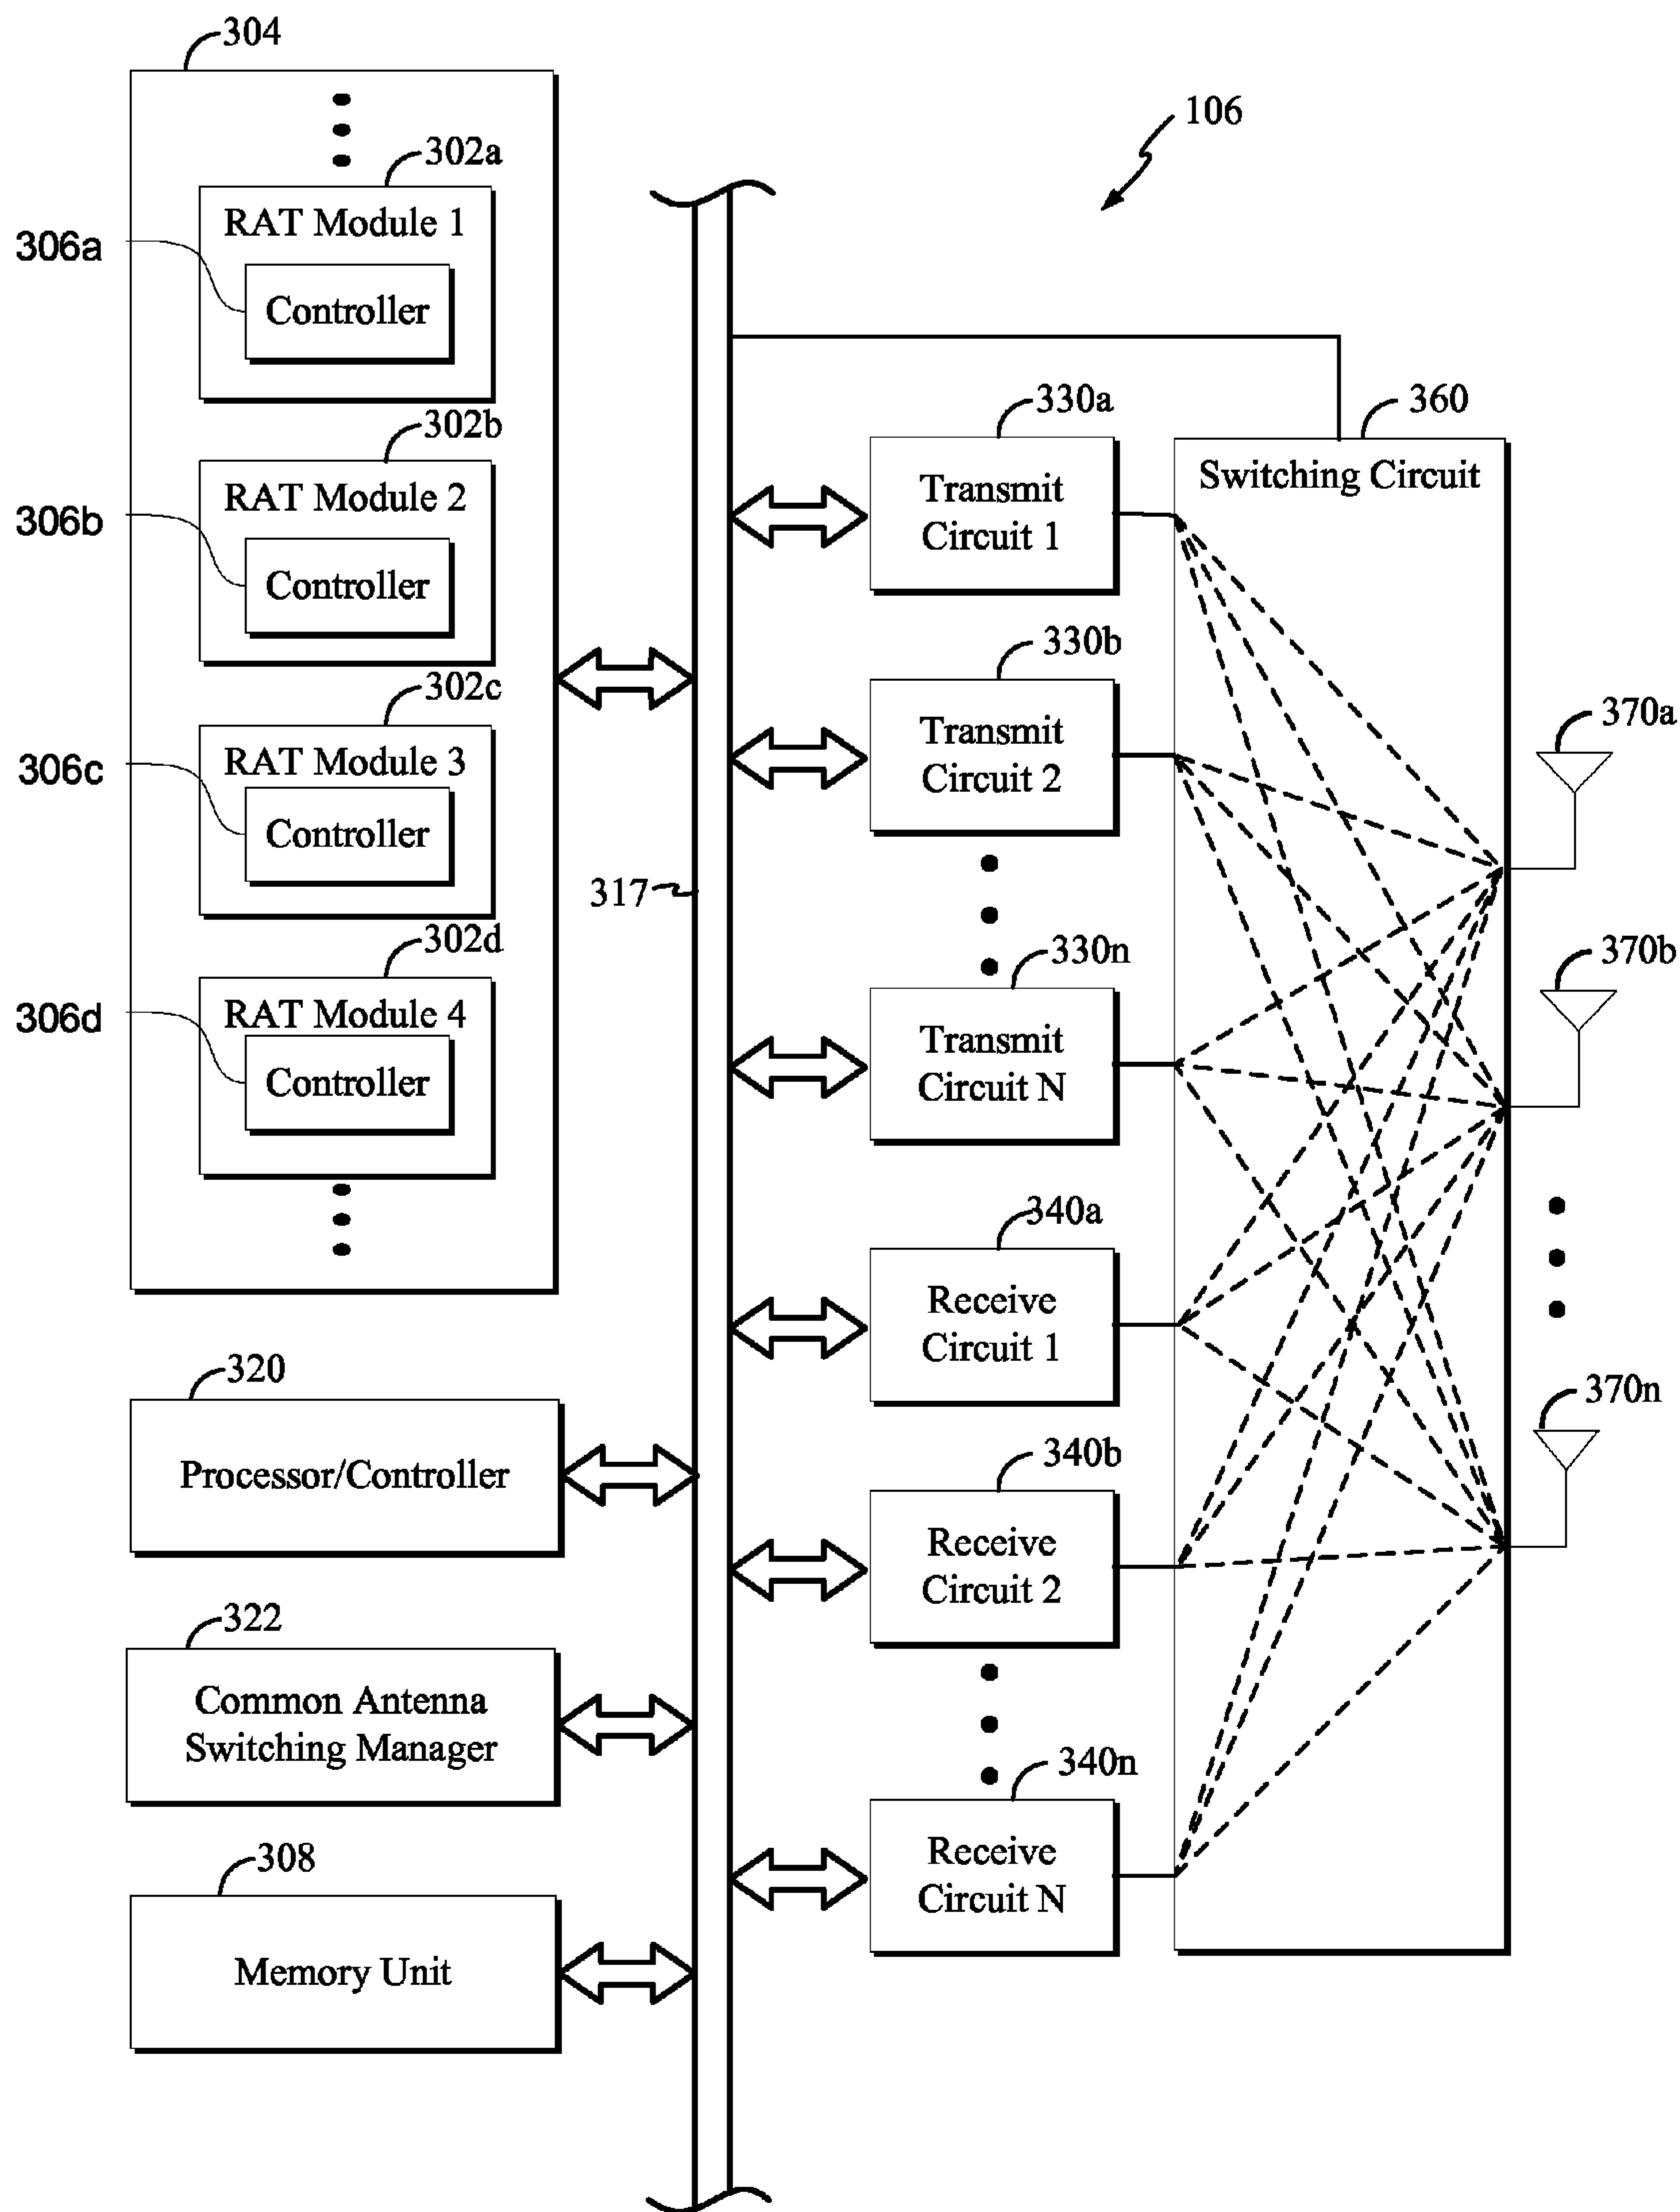 304
106
302a
RAT Module 1
306a
Controller
302b
RAT Module 2
306b
Controller
302c
RAT Module 3
306c
Controller
302d
RAT Module 4
306d
Controller
317
320
Processor/Controller
322
Common Antenna
Switching Manager
308
Memory Unit
330a
Transmit
Circuit 1
330b
Transmit
Circuit 2
330n
Transmit
Circuit N
340a
Receive
Circuit 1
340b
Receive
Circuit 2
340n
Receive
Circuit N
360
Switching Circuit
370a
370b
370n